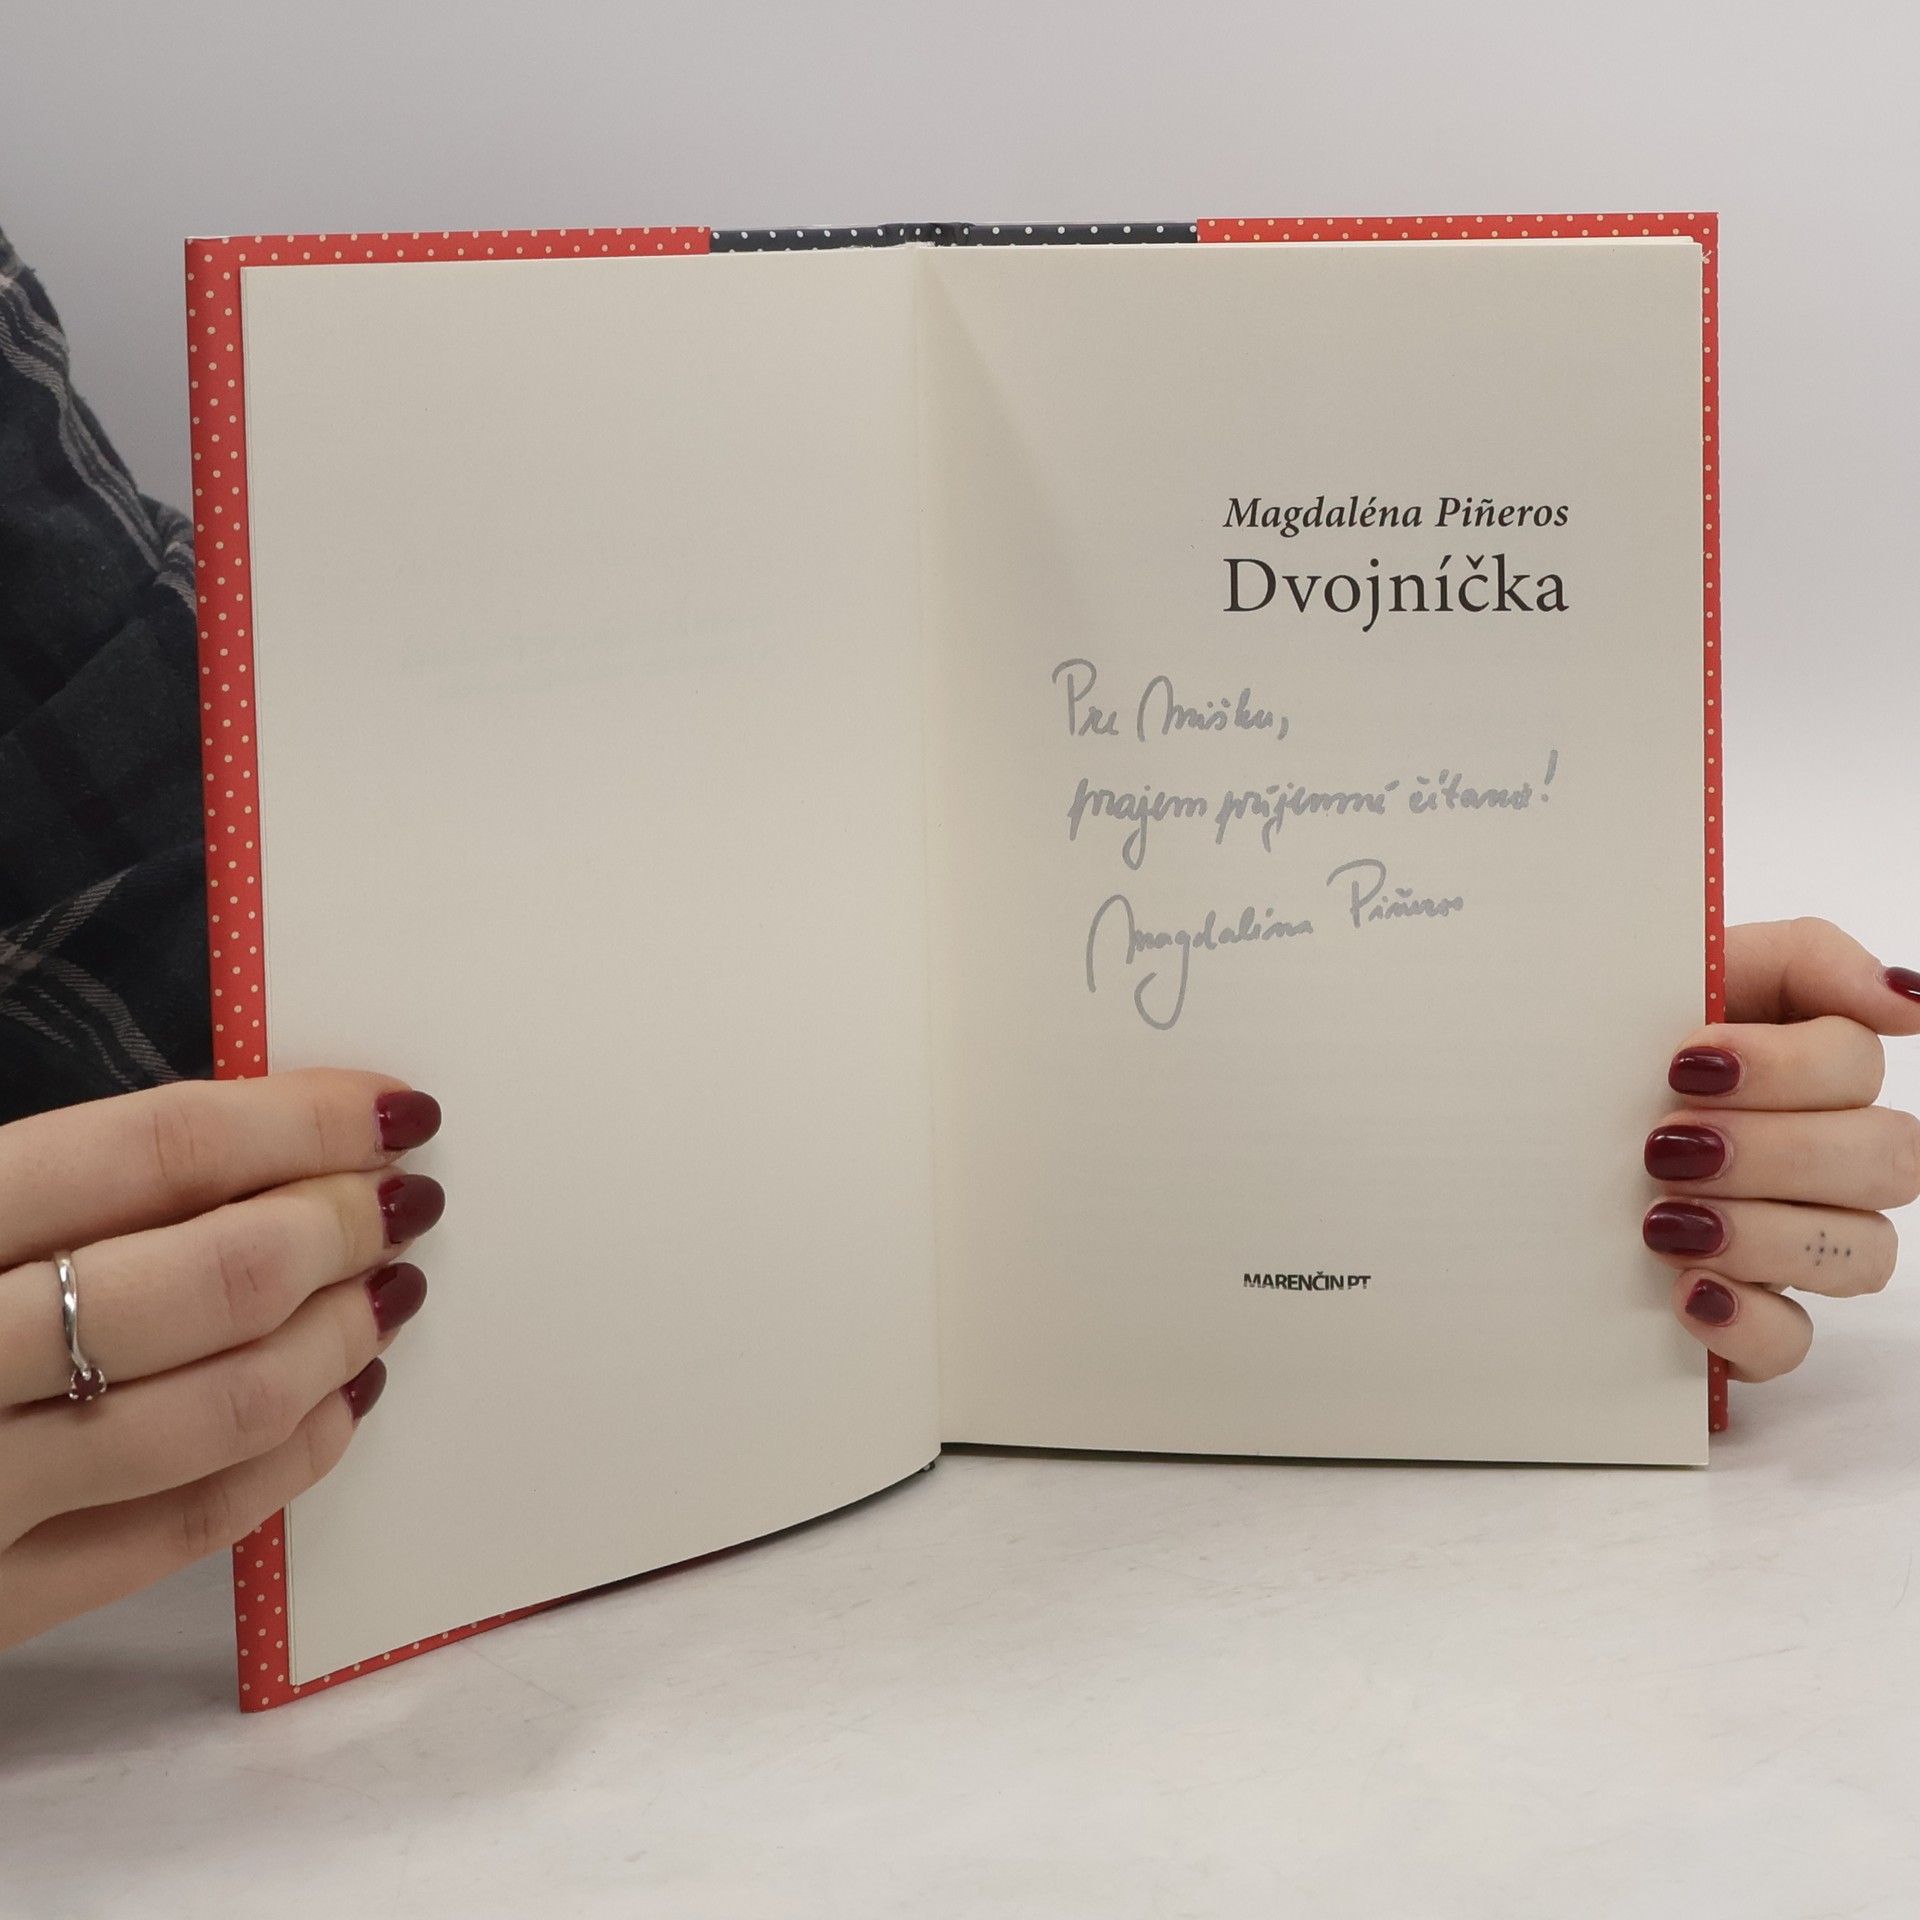 Magdaléna Piñeros
Dvojníčka
Pre Mišku,
prajem príjemné čítanie!
Magdaléna Piñeros
MARENČIN PT